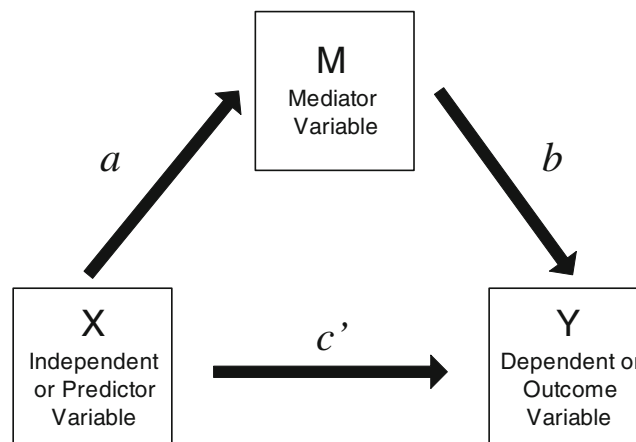 M
Mediator
Variable
a
b
X
Independent
or Predictor
Variable
c’
Y
Dependent or
Outcome
Variable